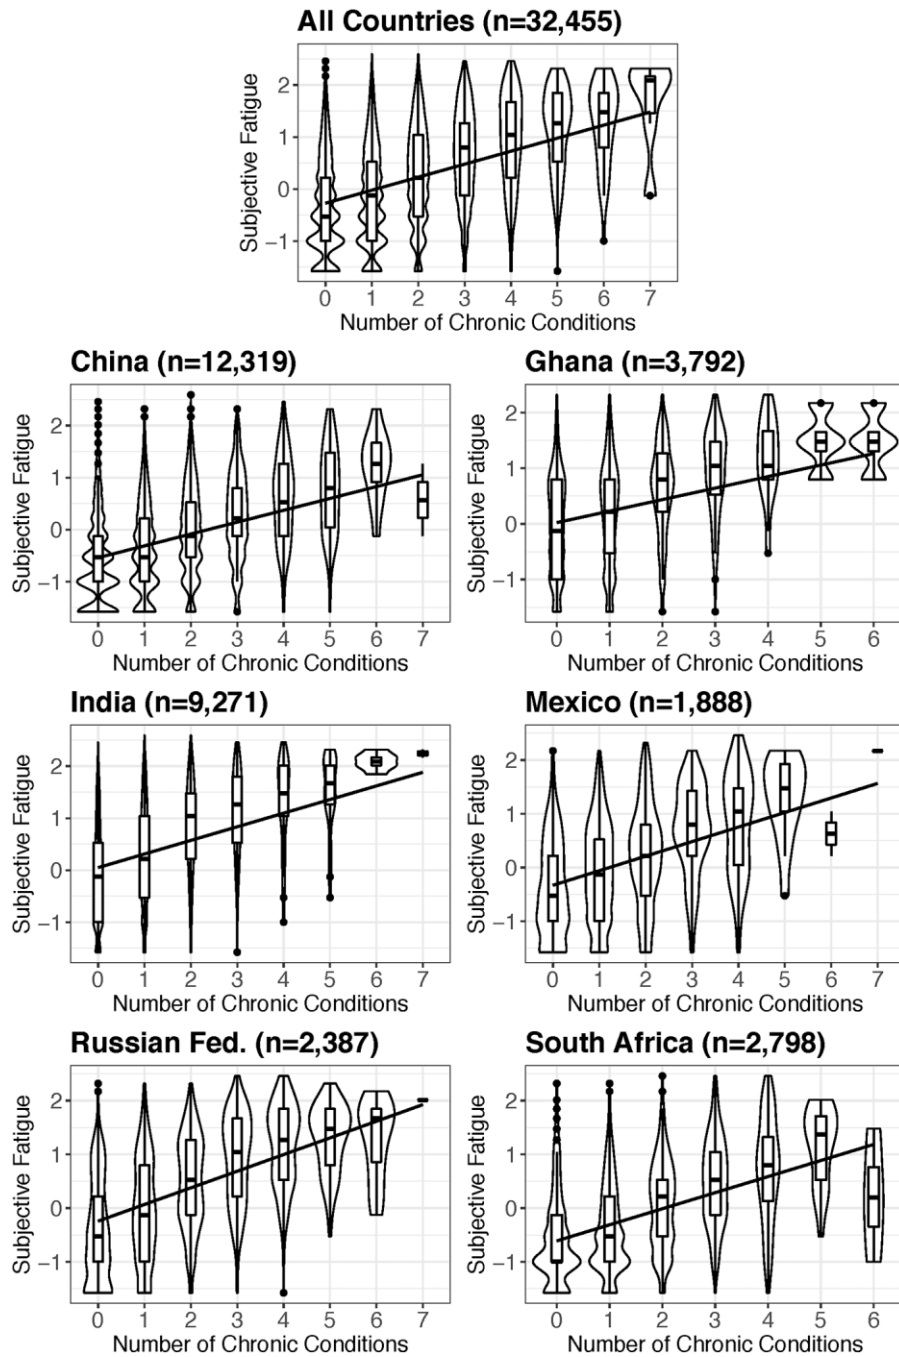 All Countries (n=32,455)
Subjective Fatigue
2
1
0
−1
0 1 2 3 4 5 6 7
Number of Chronic Conditions
China (n=12,319)
Subjective Fatigue
2
1
0
−1
0 1 2 3 4 5 6 7
Number of Chronic Conditions
Ghana (n=3,792)
Subjective Fatigue
2
1
0
−1
0 1 2 3 4 5 6
Number of Chronic Conditions
India (n=9,271)
Subjective Fatigue
2
1
0
−1
0 1 2 3 4 5 6 7
Number of Chronic Conditions
Mexico (n=1,888)
Subjective Fatigue
2
1
0
−1
0 1 2 3 4 5 6 7
Number of Chronic Conditions
Russian Fed. (n=2,387)
Subjective Fatigue
2
1
0
−1
0 1 2 3 4 5 6 7
Number of Chronic Conditions
South Africa (n=2,798)
Subjective Fatigue
2
1
0
−1
0 1 2 3 4 5 6
Number of Chronic Conditions